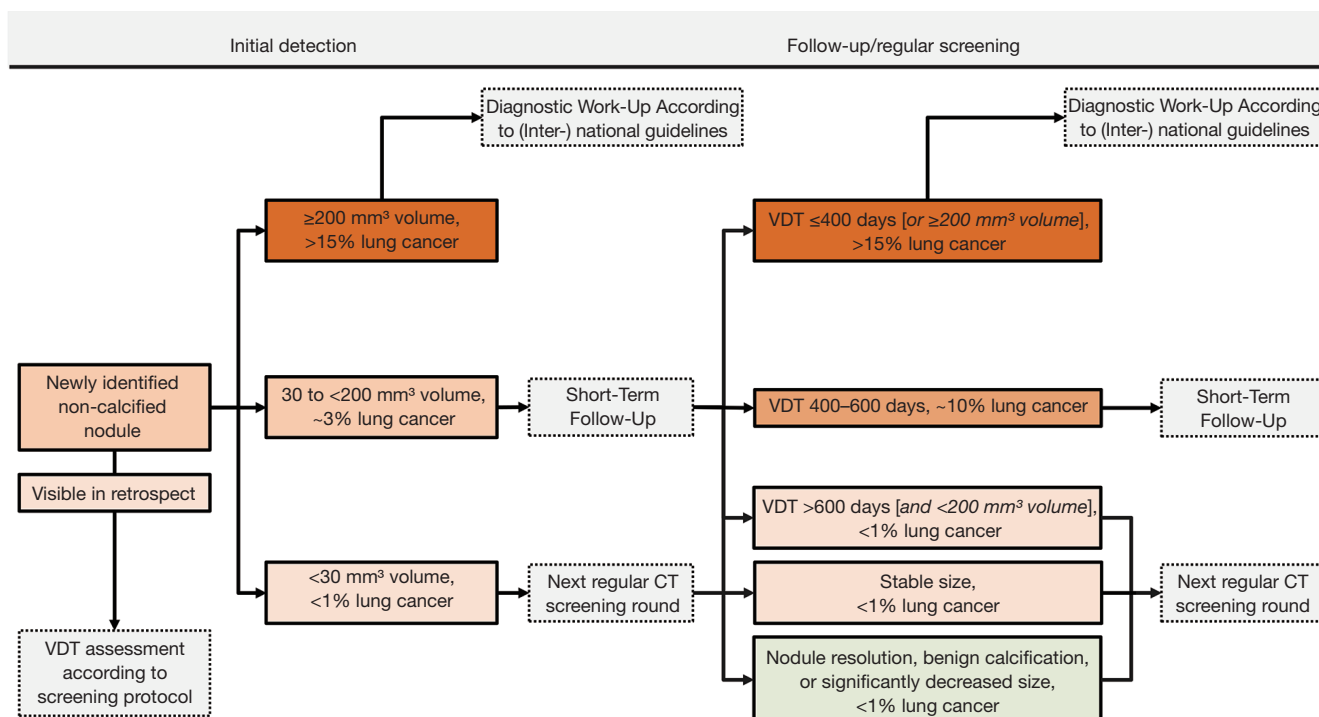 Initial detection
Follow-up/regular screening
Diagnostic Work-Up According
to (Inter-) national guidelines
Diagnostic Work-Up According
to (Inter-) national guidelines
≥200 mm³ volume,
>15% lung cancer
VDT ≤400 days [or ≥200 mm³ volume],
>15% lung cancer
Newly identified
non-calcified
nodule
30 to <200 mm³ volume,
~3% lung cancer
Short-Term
Follow-Up
VDT 400–600 days, ~10% lung cancer
Short-Term
Follow-Up
Visible in retrospect
VDT >600 days [and <200 mm³ volume],
<1% lung cancer
<30 mm³ volume,
<1% lung cancer
Next regular CT
screening round
Stable size,
<1% lung cancer
Next regular CT
screening round
VDT assessment
according to
screening protocol
Nodule resolution, benign calcification,
or significantly decreased size,
<1% lung cancer